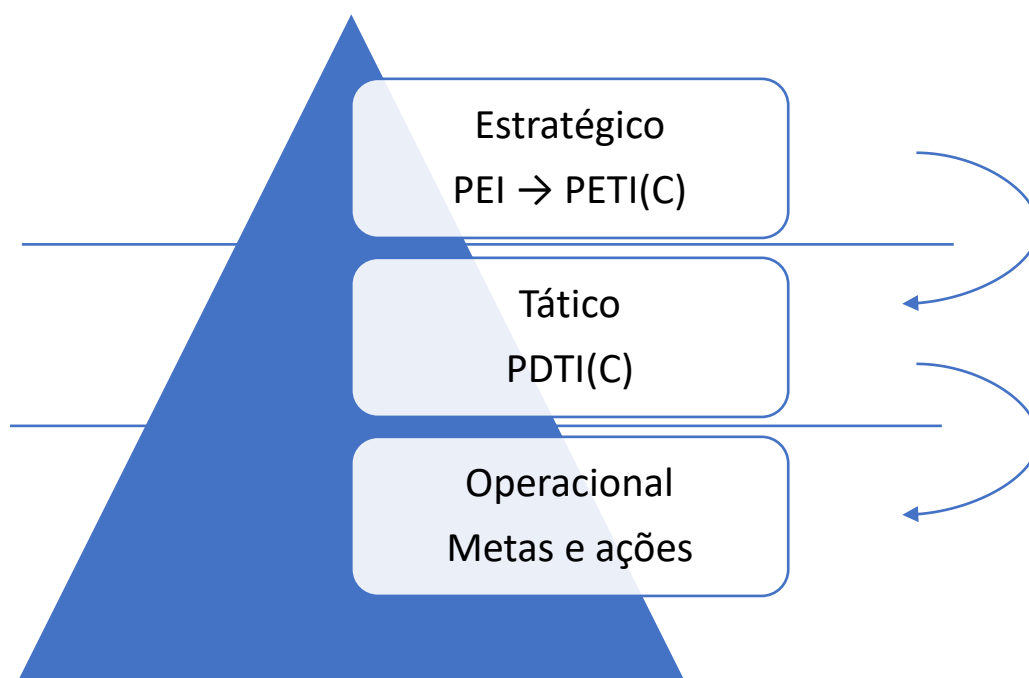 Estratégico
PEI → PETI(C)
Tático
PDTI(C)
Operacional
Metas e ações